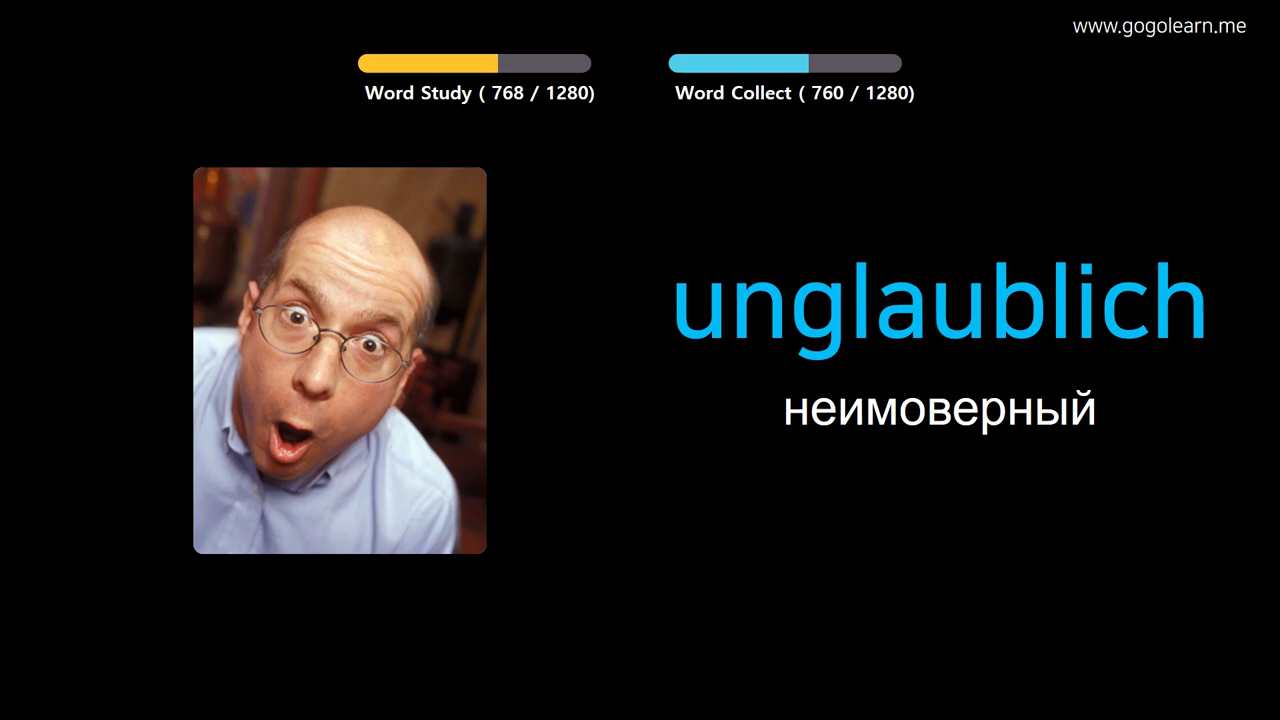 www.gogolearn.me
Word Study ( 768 / 1280)
Word Collect ( 760 / 1280)
unglaublich
неимоверный